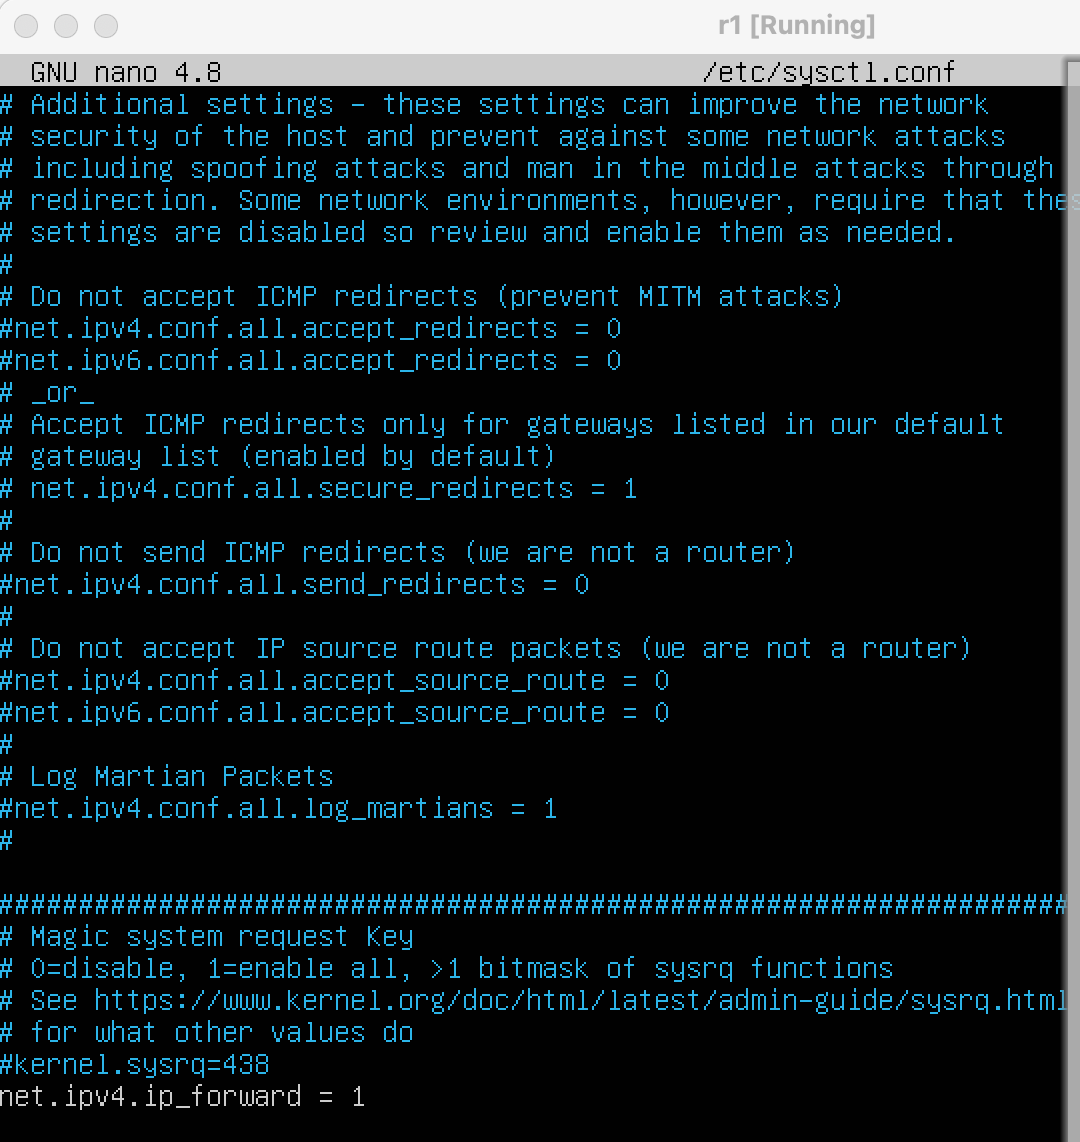 r1 [Running]
GNU nano 4.8 /etc/sysctl.conf
# Additional settings - these settings can improve the network
# security of the host and prevent against some network attacks
# including spoofing attacks and man in the middle attacks through
# redirection. Some network environments, however, require that thes
# settings are disabled so review and enable them as needed.
#
# Do not accept ICMP redirects (prevent MITM attacks)
#net.ipv4.conf.all.accept_redirects = 0
#net.ipv6.conf.all.accept_redirects = 0
# _or_
# Accept ICMP redirects only for gateways listed in our default
# gateway list (enabled by default)
# net.ipv4.conf.all.secure_redirects = 1
#
# Do not send ICMP redirects (we are not a router)
#net.ipv4.conf.all.send_redirects = 0
#
# Do not accept IP source route packets (we are not a router)
#net.ipv4.conf.all.accept_source_route = 0
#net.ipv6.conf.all.accept_source_route = 0
#
# Log Martian Packets
#net.ipv4.conf.all.log_martians = 1
#
###################################################################
# Magic system request Key
# 0=disable, 1=enable all, >1 bitmask of sysrq functions
# See https://www.kernel.org/doc/html/latest/admin-guide/sysrq.html
# for what other values do
#kernel.sysrq=438
net.ipv4.ip_forward = 1